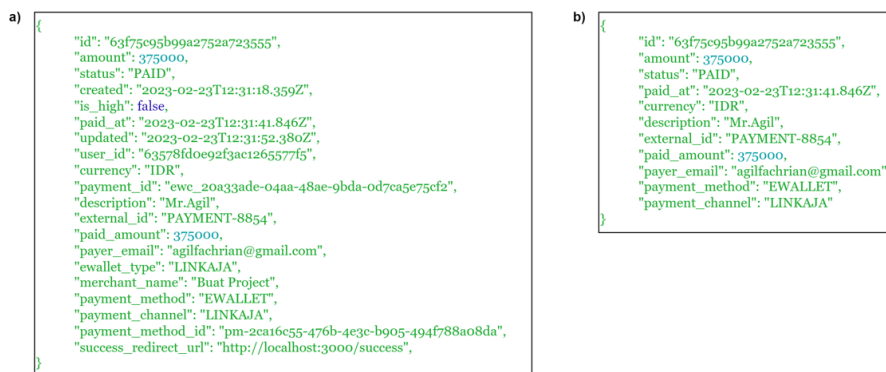 a)
{
"id": "63f75c95b99a2752a723555",
"amount": 375000,
"status": "PAID",
"created": "2023-02-23T12:31:18.359Z",
"is_high": false,
"paid_at": "2023-02-23T12:31:41.846Z",
"updated": "2023-02-23T12:31:52.380Z",
"user_id": "63578fd0e92f3ac1265577f5",
"currency": "IDR",
"payment_id": "ewc_20a33ade-04aa-48ae-9bda-0d7ca5e75cf2",
"description": "Mr.Agil",
"external_id": "PAYMENT-8854",
"paid_amount": 375000,
"payer_email": "agilfachrian@gmail.com",
"ewallet_type": "LINKAJA",
"merchant_name": "Buat Project",
"payment_method": "EWALLET",
"payment_channel": "LINKAJA",
"payment_method_id": "pm-2ca16c55-476b-4e3c-b905-494f788a08da",
"success_redirect_url": "http://localhost:3000/success",
}
b)
{
"id": "63f75c95b99a2752a723555",
"amount": 375000,
"status": "PAID",
"paid_at": "2023-02-23T12:31:41.846Z",
"currency": "IDR",
"description": "Mr.Agil",
"external_id": "PAYMENT-8854",
"paid_amount": 375000,
"payer_email": "agilfachrian@gmail.com"
"payment_method": "EWALLET",
"payment_channel": "LINKAJA"
}